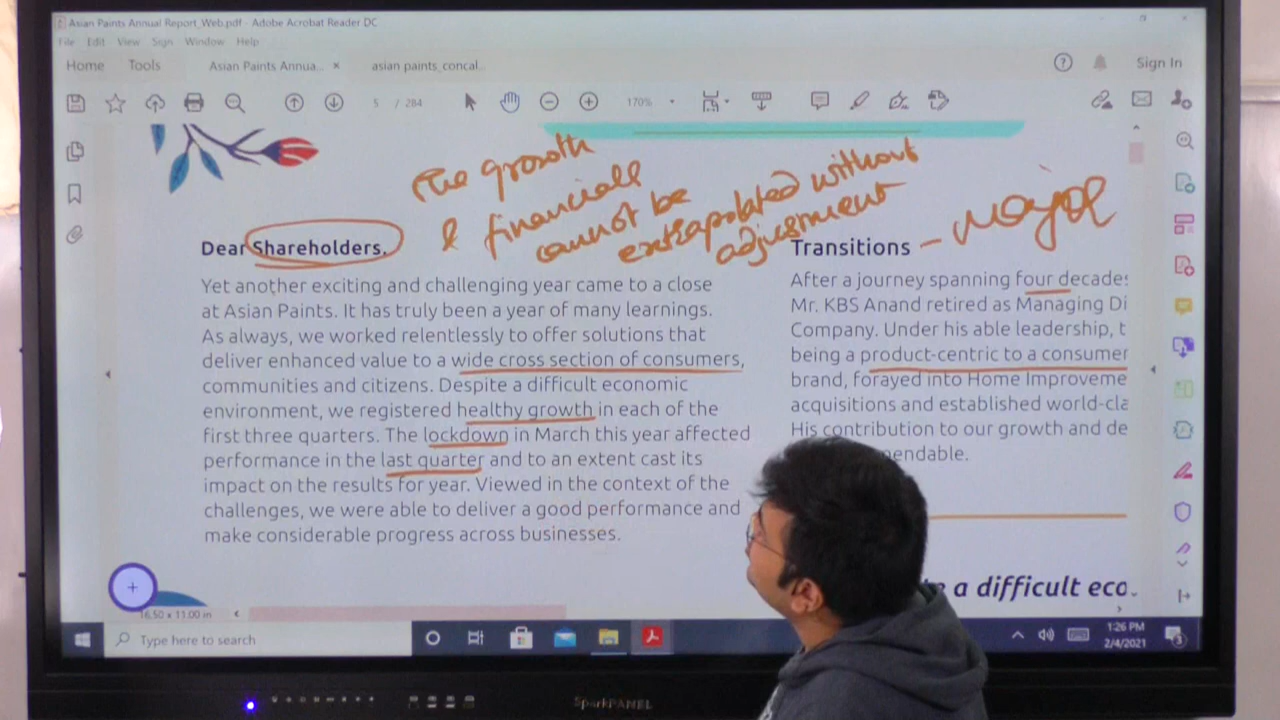 Asian Paints Annual Report_Web.pdf - Adobe Acrobat Reader DC
File Edit View Sign Window Help
Home Tools Asian Paints Annua... × asian paints_concal.. Sign In
5 / 284 170%
The growth
& financials
cannot be
extrapolated without
adjustment
Dear Shareholders,
Yet another exciting and challenging year came to a close
at Asian Paints. It has truly been a year of many learnings.
As always, we worked relentlessly to offer solutions that
deliver enhanced value to a wide cross section of consumers,
communities and citizens. Despite a difficult economic
environment, we registered healthy growth in each of the
first three quarters. The lockdown in March this year affected
performance in the last quarter and to an extent cast its
impact on the results for year. Viewed in the context of the
challenges, we were able to deliver a good performance and
make considerable progress across businesses.
Transitions - Major
After a journey spanning four decades
Mr. KBS Anand retired as Managing Di
Company. Under his able leadership, t
being a product-centric to a consumer
brand, forayed into Home Improveme
acquisitions and established world-cla
His contribution to our growth and de
pendable.
a difficult eco
16.50 x 11.00 in
Type here to search
1:26 PM
2/4/2021
3
SparkPANEL